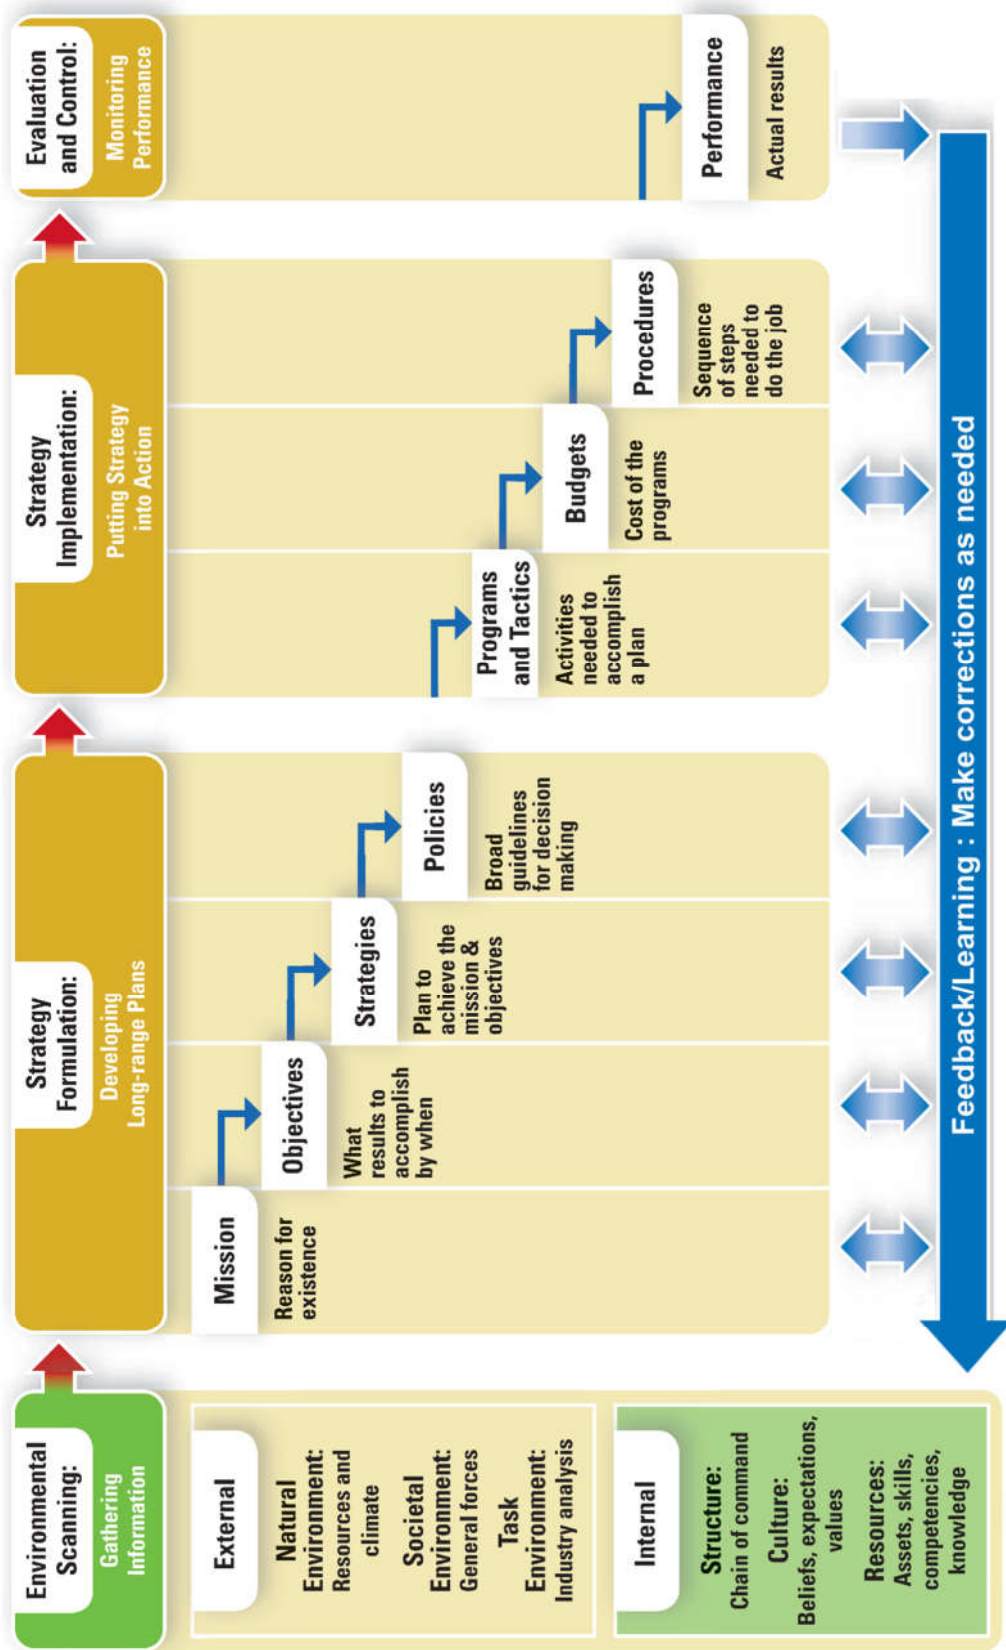 Environmental
Scanning:
Gathering
Information
External
Natural
Environment:
Resources and
climate
Societal
Environment:
General forces
Task
Environment:
Industry analysis
Internal
Structure:
Chain of command
Culture:
Beliefs, expectations,
values
Resources:
Assets, skills,
competencies,
knowledge
Strategy
Formulation:
Developing
Long-range Plans
Mission
Reason for
existence
Objectives
What
results to
accomplish
by when
Strategies
Plan to
achieve the
mission &
objectives
Policies
Broad
guidelines
for decision
making
Strategy
Implementation:
Putting Strategy
into Action
Programs
and Tactics
Activities
needed to
accomplish
a plan
Budgets
Cost of the
programs
Procedures
Sequence
of steps
needed to
do the job
Evaluation
and Control:
Monitoring
Performance
Performance
Actual results
Feedback/Learning : Make corrections as needed